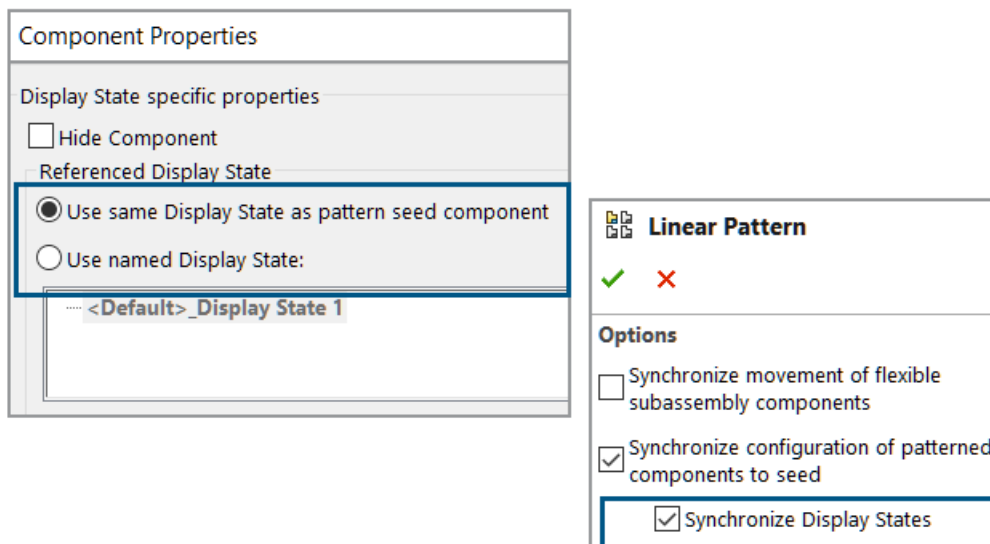 Component Properties
Display State specific properties
Hide Component
Referenced Display State
Use same Display State as pattern seed component
Use named Display State:
<Default>_Display State 1
Linear Pattern
Options
Synchronize movement of flexible
subassembly components
Synchronize configuration of patterned
components to seed
Synchronize Display States